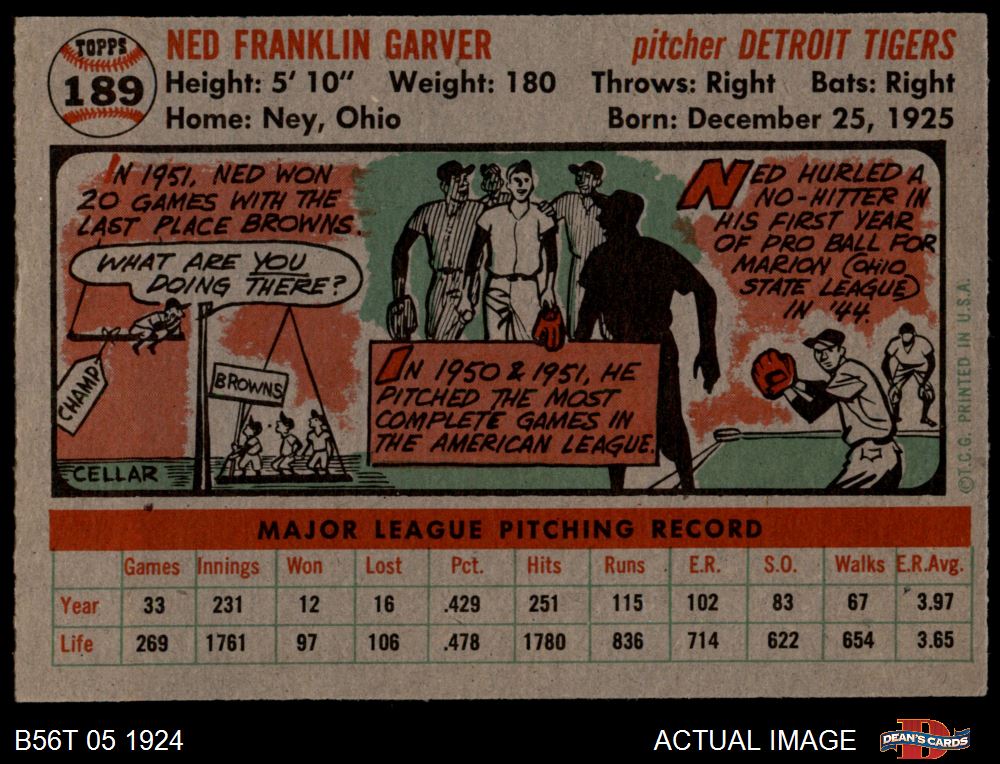 TOPPS
189
NED FRANKLIN GARVER
pitcher DETROIT TIGERS
Height: 5' 10" Weight: 180 Throws: Right Bats: Right
Home: Ney, Ohio
Born: December 25, 1925
IN 1951, NED WON
20 GAMES WITH THE
LAST PLACE BROWNS.
WHAT ARE YOU
DOING THERE?
CHAMP
BROWNS
CELLAR
IN 1950 & 1951, HE
PITCHED THE MOST
COMPLETE GAMES IN
THE AMERICAN LEAGUE.
NED HURLED A
NO-HITTER IN
HIS FIRST YEAR
OF PRO BALL FOR
MARION (OHIO
STATE LEAGUE)
IN '44.
© T.C.G. PRINTED IN U.S.A.
MAJOR LEAGUE PITCHING RECORD
Games Innings Won Lost Pct. Hits Runs E.R. S.O. Walks E.R.Avg.
Year 33 231 12 16 .429 251 115 102 83 67 3.97
Life 269 1761 97 106 .478 1780 836 714 622 654 3.65
B56T 05 1924
ACTUAL IMAGE
D
DEAN'S CARDS